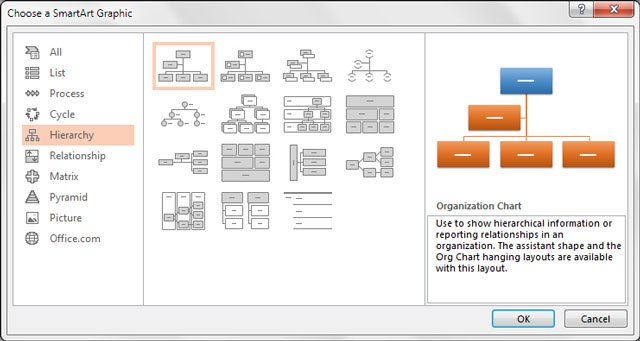 Choose a SmartArt Graphic
?
All
List
Process
Cycle
Hierarchy
Relationship
Matrix
Pyramid
Picture
Office.com
Organization Chart
Use to show hierarchical information or
reporting relationships in an
organization. The assistant shape and the
Org Chart hanging layouts are available
with this layout.
OK
Cancel